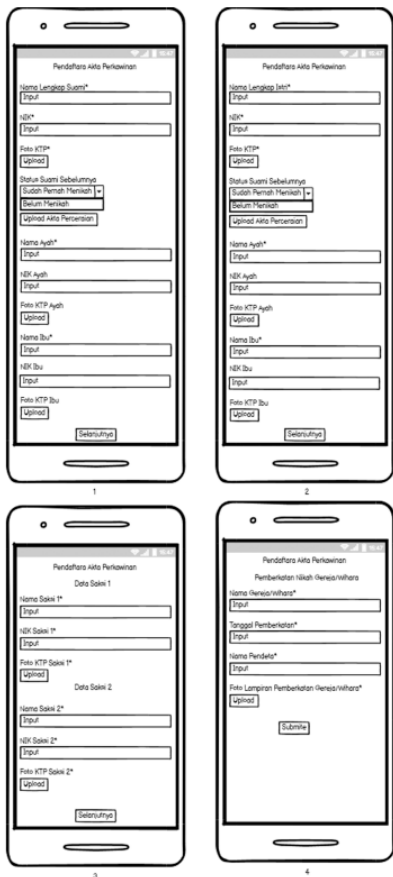 Pendaftara Akta Perkawinan
Nama Lengkap Suami*
Input
NIK*
Input
Foto KTP*
Upload
Status Suami Sebelumnya
Sudah Pernah Menikah
Belum Menikah
Upload Akta Perceraian
Nama Ayah*
Input
NIK Ayah
Input
Foto KTP Ayah
Upload
Nama Ibu*
Input
NIK Ibu
Input
Foto KTP Ibu
Upload
Selanjutnya
1
Pendaftara Akta Perkawinan
Nama Lengkap Istri*
Input
NIK*
Input
Foto KTP*
Upload
Status Suami Sebelumnya
Sudah Pernah Menikah
Belum Menikah
Upload Akta Perceraian
Nama Ayah*
Input
NIK Ayah
Input
Foto KTP Ayah
Upload
Nama Ibu*
Input
NIK Ibu
Input
Foto KTP Ibu
Upload
Selanjutnya
2
Pendaftara Akta Perkawinan
Data Saksi 1
Nama Saksi 1*
Input
NIK Saksi 1*
Input
Foto KTP Saksi 1*
Upload
Data Saksi 2
Nama Saksi 2*
Input
NIK Saksi 2*
Input
Foto KTP Saksi 2*
Upload
Selanjutnya
3
Pendaftara Akta Perkawinan
Pemberkatan Nikah Gereja/Wihara
Nama Gereja/Wihara*
Input
Tanggal Pemberkatan*
Input
Nama Pendeta*
Input
Foto Lampiran Pemberkatan Gereja/Wihara*
Upload
Submite
4